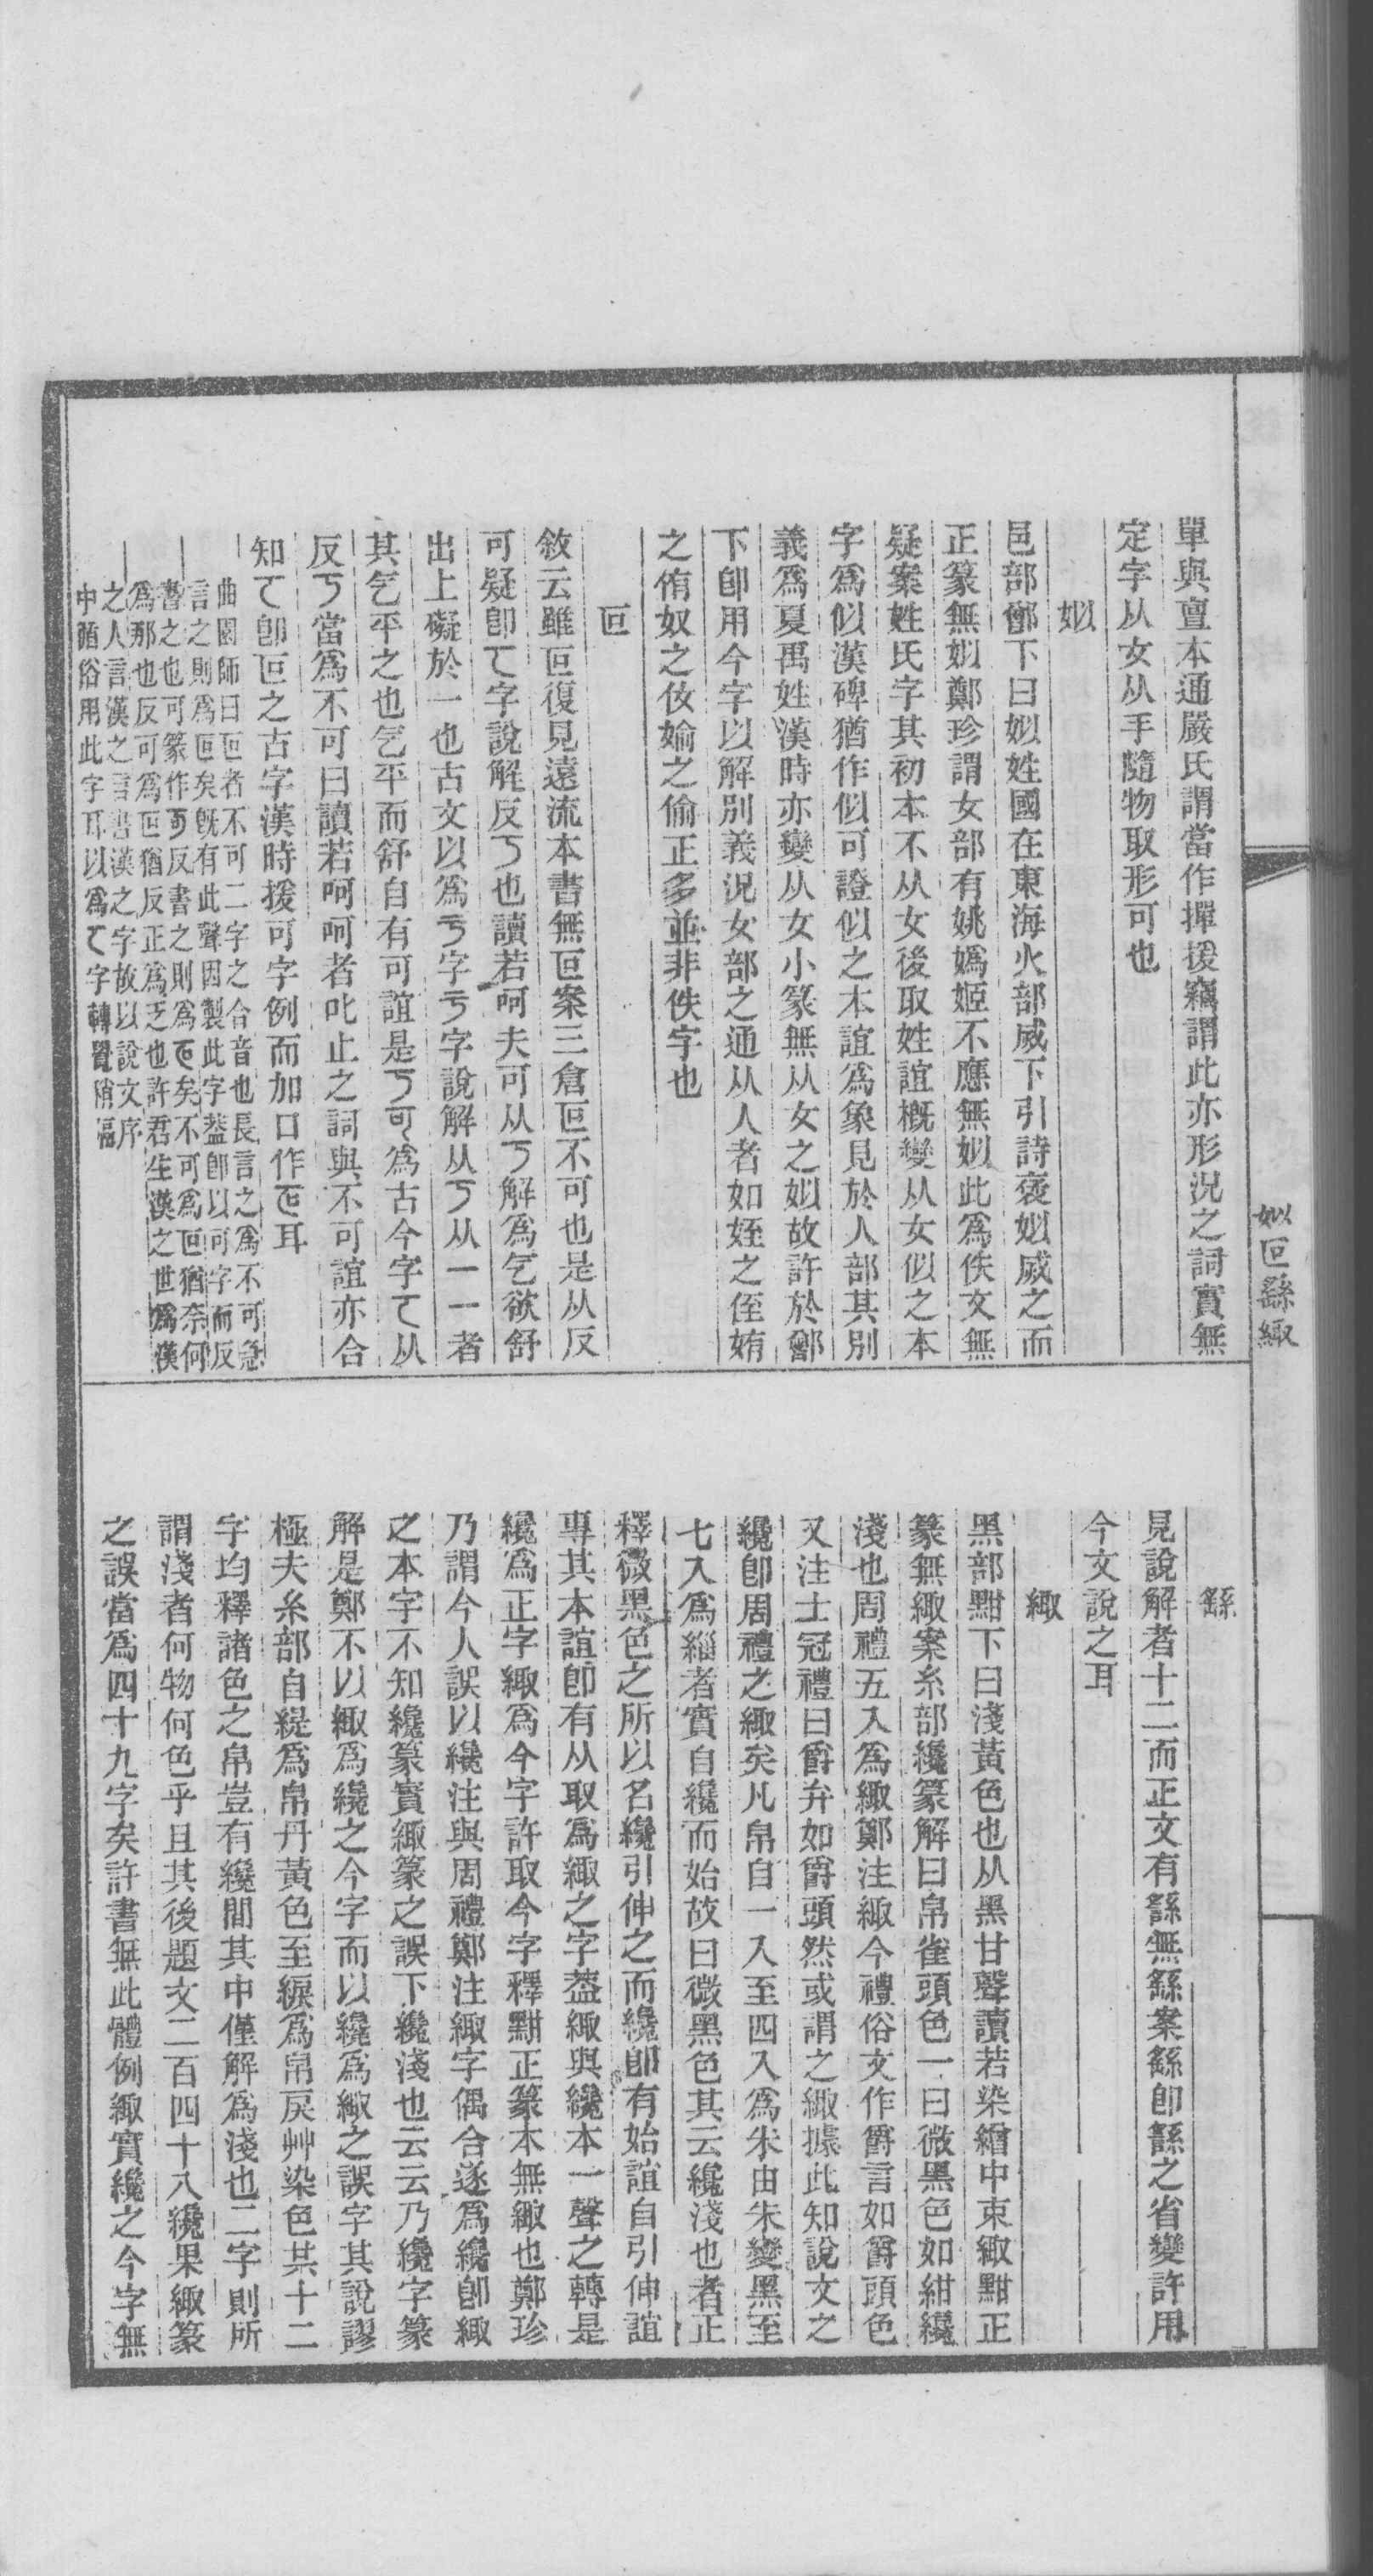 單與亶本通嚴氏謂當作撣援竊謂此亦形況之詞實無
定字从女从手隨物取形可也
姒
邑部鄫下曰姒姓國在東海火部烕下引詩褒姒烕之而
正篆無姒鄭珍謂女部有姚嬀姬不應無姒此爲佚文無
疑案姓氏字其初本不从女後取姓誼槪變从女似之本
字爲佀漢碑猶作佀可證佀之本誼爲象見於人部其別
義爲夏禹姓漢時亦變从女小篆無从女之姒故許於鄫
下卽用今字以解別義況女部之通从人者如姪之侄姷
之侑奴之㐐媮之偷正多並非佚字也
叵
敘云雖叵復見遠流本書無叵案三倉叵不可也是从反
可疑卽𠀀字說解反丂也讀若呵夫可从丂解爲乞欲舒
出上礙於一也古文以爲亏字亏字說解从丂从一一者
其乞平之也乞平而舒自有可誼是丂可爲古今字𠀀从
反丂當爲不可曰讀若呵呵者叱止之詞與不可誼亦合
知𠀀卽叵之古字漢時援可字例而加口作叵耳
曲園師曰叵者不可二字之合音也長言之爲不可急
言之則爲叵矣旣有此聲因製此字葢卽以可字而反
書之也可篆作可反書之則爲叵矣不可爲叵猶奈何
爲那也反可爲叵猶反正爲乏也許君生漢之世爲漢
之人言漢之言書漢之字故以說文序
中循俗用此字耳以爲𠀀字轉覺稍隔
姒叵繇緅
繇
見說解者十二而正文有䌛無繇案繇卽䌛之省變許用
今文說之耳
緅
黑部䵤下曰淺黃色也从黑甘聲讀若染繒中束緅䵤正
篆無緅案糸部纔篆解曰帛雀頭色一曰微黑色如紺纔
淺也周禮五入爲緅鄭注緅今禮俗文作爵言如爵頭色
又注士冠禮曰爵弁如爵頭然或謂之緅據此知說文之
纔卽周禮之緅矣凡帛自一入至四入爲朱由朱變黑至
七入爲緇者實自纔而始故曰微黑色其云纔淺也者正
釋微黑色之所以名纔引伸之而纔卽有始誼自引伸誼
專其本誼卽有从取爲緅之字葢緅與纔本一聲之轉是
纔爲正字緅爲今字許取今字釋䵤正篆本無緅也鄭珍
乃謂今人誤以纔注與周禮鄭注緅字偶合遂爲纔卽緅
之本字不知纔篆實緅篆之誤下纔淺也云云乃纔字篆
解是鄭不以緅爲纔之今字而以纔爲緅之誤字其說謬
極夫糸部自緹爲帛丹黃色至綟爲帛戾艸染色共十二
字均釋諸色之帛豈有纔閒其中僅解爲淺也二字則所
謂淺者何物何色乎且其後題文二百四十八纔果緅篆
之誤當爲四十九字矣許書無此體例緅實纔之今字無